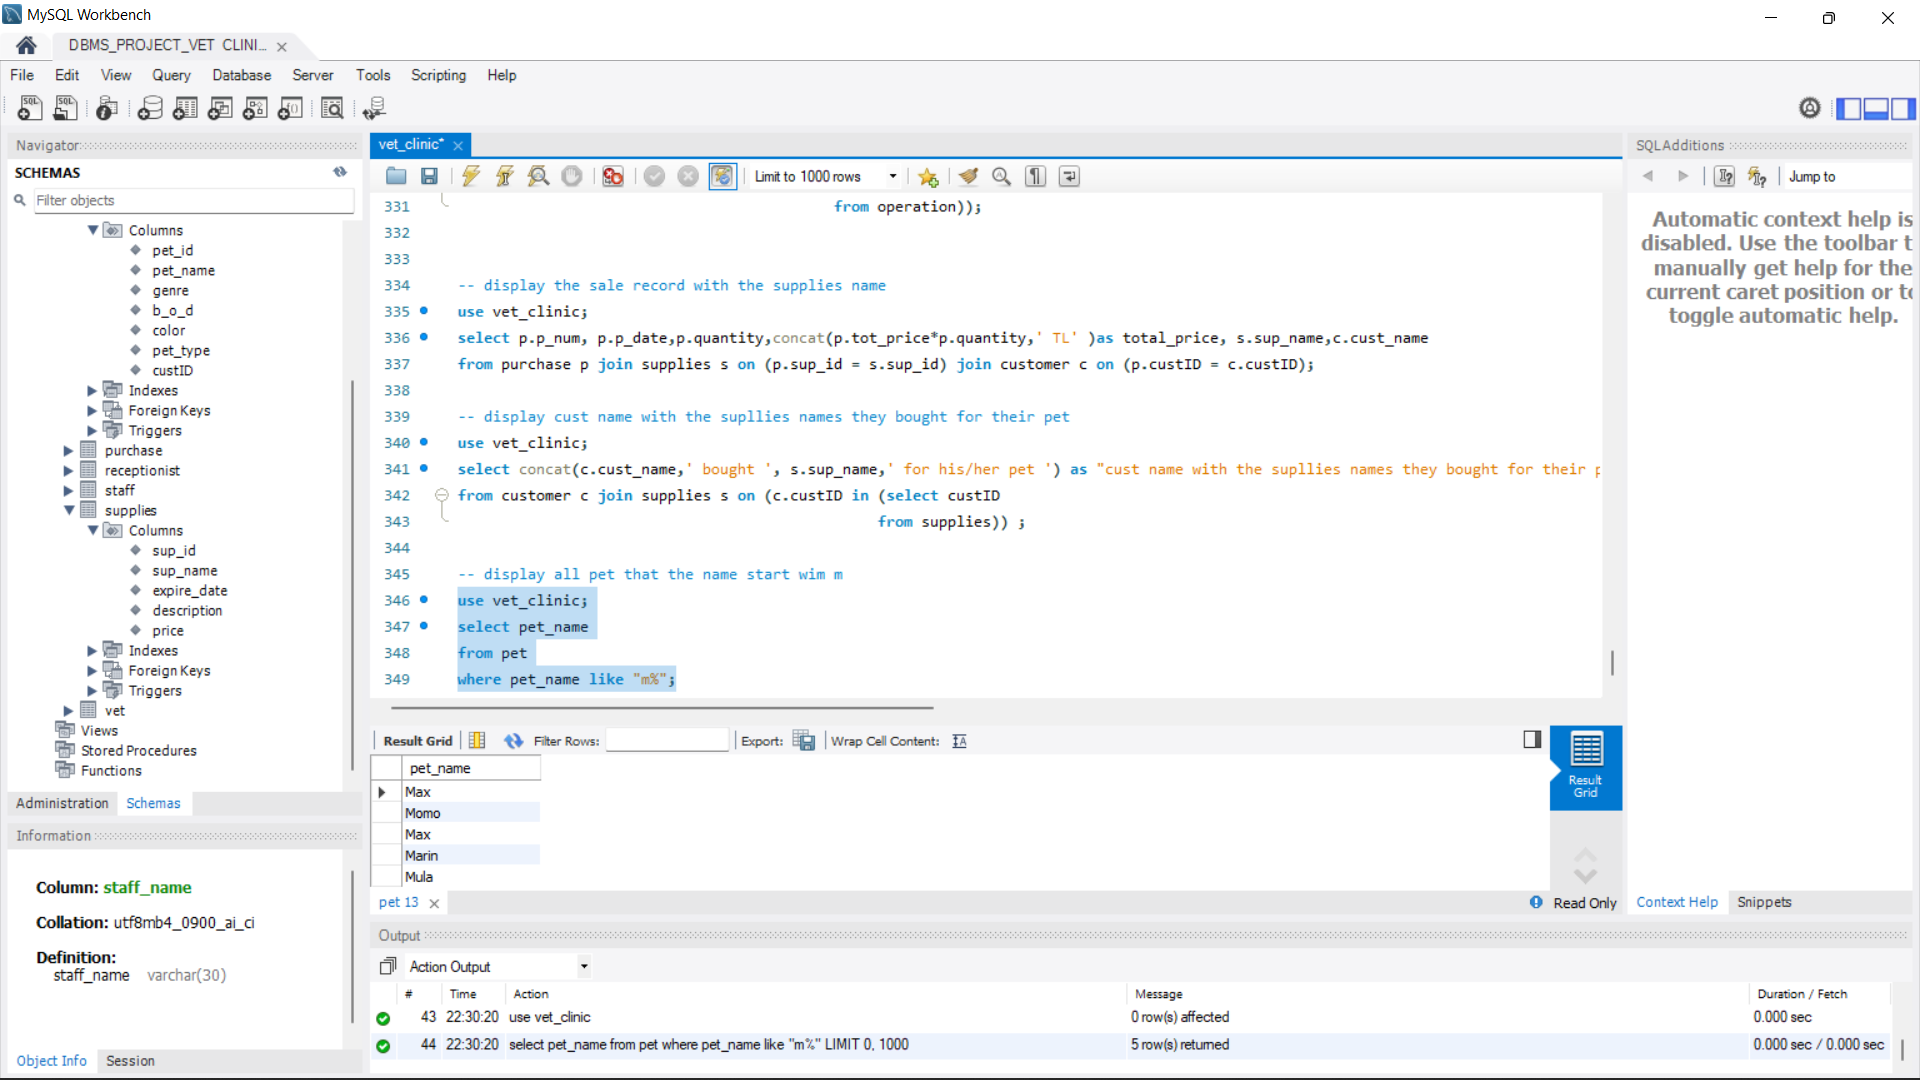 MySQL Workbench
DBMS_PROJECT_VET CLINI...
File Edit View Query Database Server Tools Scripting Help
Navigator
SCHEMAS
Filter objects
Columns
pet_id
pet_name
genre
b_o_d
color
pet_type
custID
Indexes
Foreign Keys
Triggers
purchase
receptionist
staff
supplies
Columns
sup_id
sup_name
expire_date
description
price
Indexes
Foreign Keys
Triggers
vet
Views
Stored Procedures
Functions
Administration Schemas
Information
Column: staff_name
Collation: utf8mb4_0900_ai_ci
Definition:
staff_name varchar(30)
Object Info Session
vet_clinic*
Limit to 1000 rows
331 from operation));
332
333
334 -- display the sale record with the supplies name
335 use vet_clinic;
336 select p.p_num, p.p_date,p.quantity,concat(p.tot_price*p.quantity,' TL' )as total_price, s.sup_name,c.cust_name
337 from purchase p join supplies s on (p.sup_id = s.sup_id) join customer c on (p.custID = c.custID);
338
339 -- display cust name with the supllies names they bought for their pet
340 use vet_clinic;
341 select concat(c.cust_name,' bought ', s.sup_name,' for his/her pet ') as "cust name with the supllies names they bought for their p
342 from customer c join supplies s on (c.custID in (select custID
343 from supplies)) ;
344
345 -- display all pet that the name start wim m
346 use vet_clinic;
347 select pet_name
348 from pet
349 where pet_name like "m%";
Result Grid Filter Rows: Export: Wrap Cell Content:
pet_name
Max
Momo
Max
Marin
Mula
Result
Grid
pet 13
Read Only
SQLAdditions
Jump to
Automatic context help is
disabled. Use the toolbar t
manually get help for the
current caret position or to
toggle automatic help.
Context Help Snippets
Output
Action Output
# Time Action Message Duration / Fetch
43 22:30:20 use vet_clinic 0 row(s) affected 0.000 sec
44 22:30:20 select pet_name from pet where pet_name like "m%" LIMIT 0, 1000 5 row(s) returned 0.000 sec / 0.000 sec